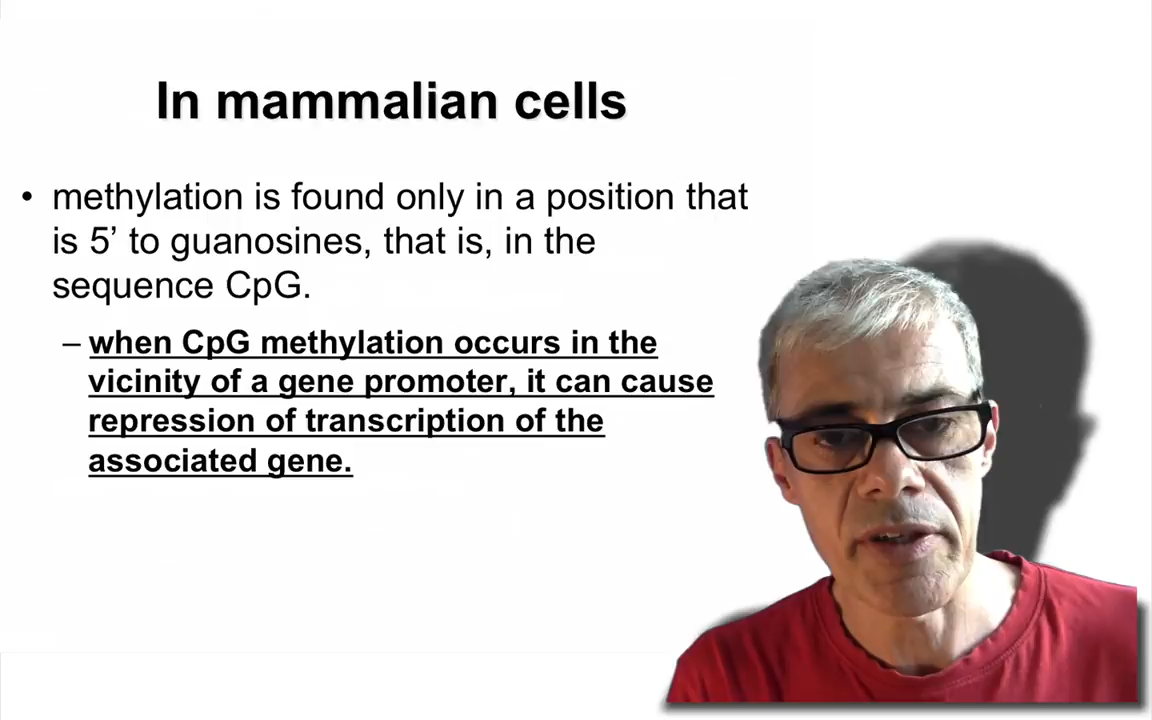 In mammalian cells
• methylation is found only in a position that
is 5’ to guanosines, that is, in the
sequence CpG.
– when CpG methylation occurs in the
vicinity of a gene promoter, it can cause
repression of transcription of the
associated gene.